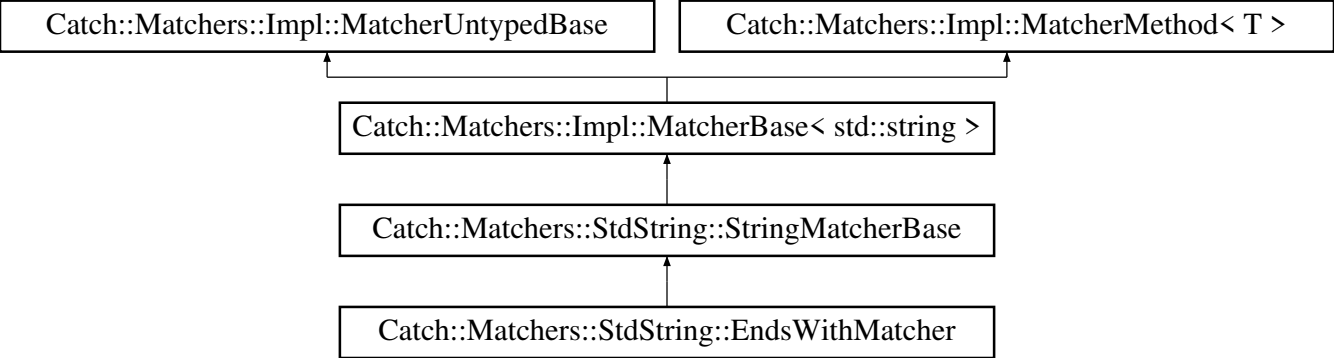 Catch::Matchers::Impl::MatcherUntypedBase
Catch::Matchers::Impl::MatcherMethod< T >
Catch::Matchers::Impl::MatcherBase< std::string >
Catch::Matchers::StdString::StringMatcherBase
Catch::Matchers::StdString::EndsWithMatcher